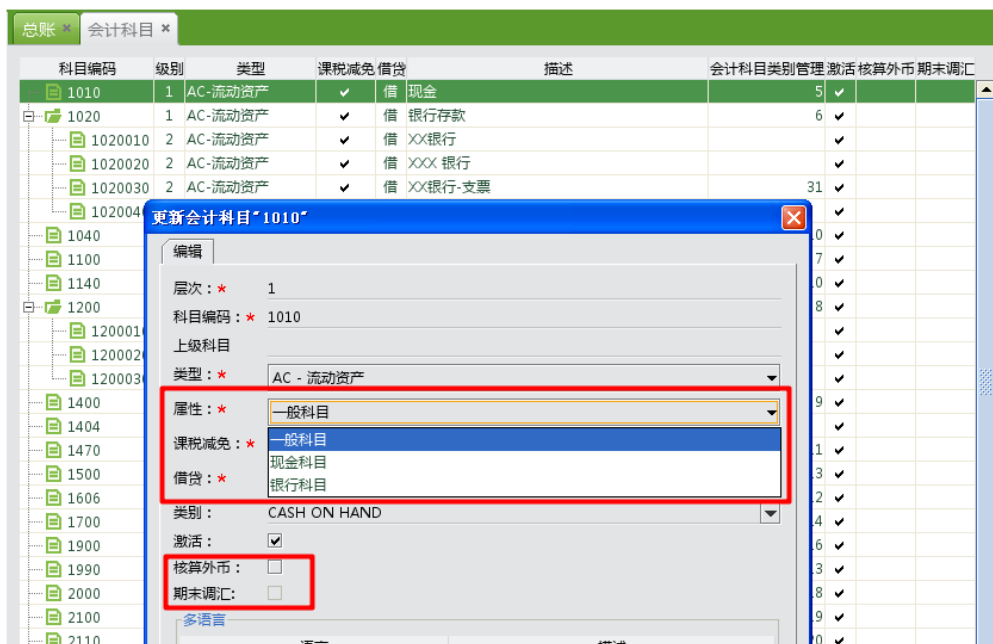 总账 会计科目
科目编码 级别 类型 课税减免 借贷 描述 会计科目类别管理 激活 核算外币 期末调汇
1010 1 AC-流动资产 借 现金 5
1020 1 AC-流动资产 借 银行存款 6
1020010 2 AC-流动资产 借 XX银行
1020020 2 AC-流动资产 借 XXX 银行
1020030 2 AC-流动资产 借 XX银行-支票 31
更新会计科目"1010"
1040
编辑
1100 7
1140
层次：* 1
1200 8
科目编码：* 1010
上级科目
类型：* AC - 流动资产
1400 9
属性：* 一般科目
1404
课税减免：* 一般科目
1470
现金科目
1500
借贷：* 银行科目
1606
类别： CASH ON HAND
1700
激活：
1900
核算外币：
1990
期末调汇:
2000
多语言
2100
2110